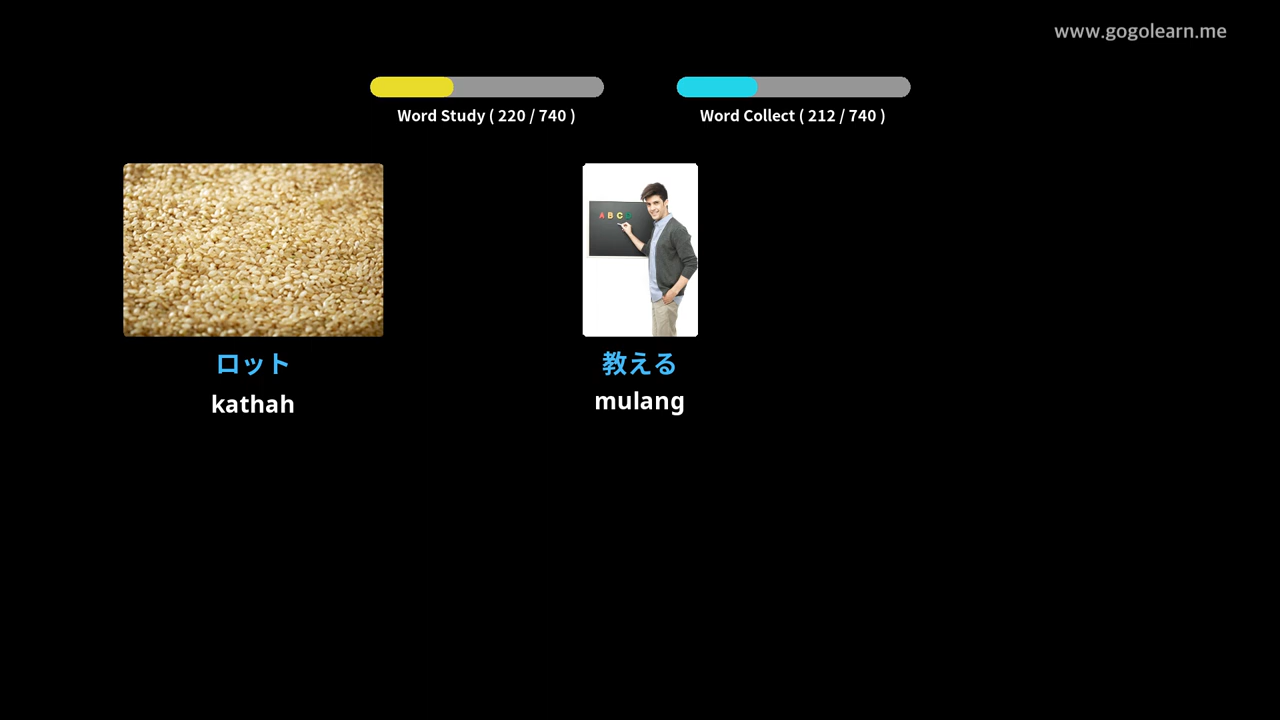 www.gogolearn.me
Word Study ( 220 / 740 )
Word Collect ( 212 / 740 )
A B C D
ロット
kathah
教える
mulang